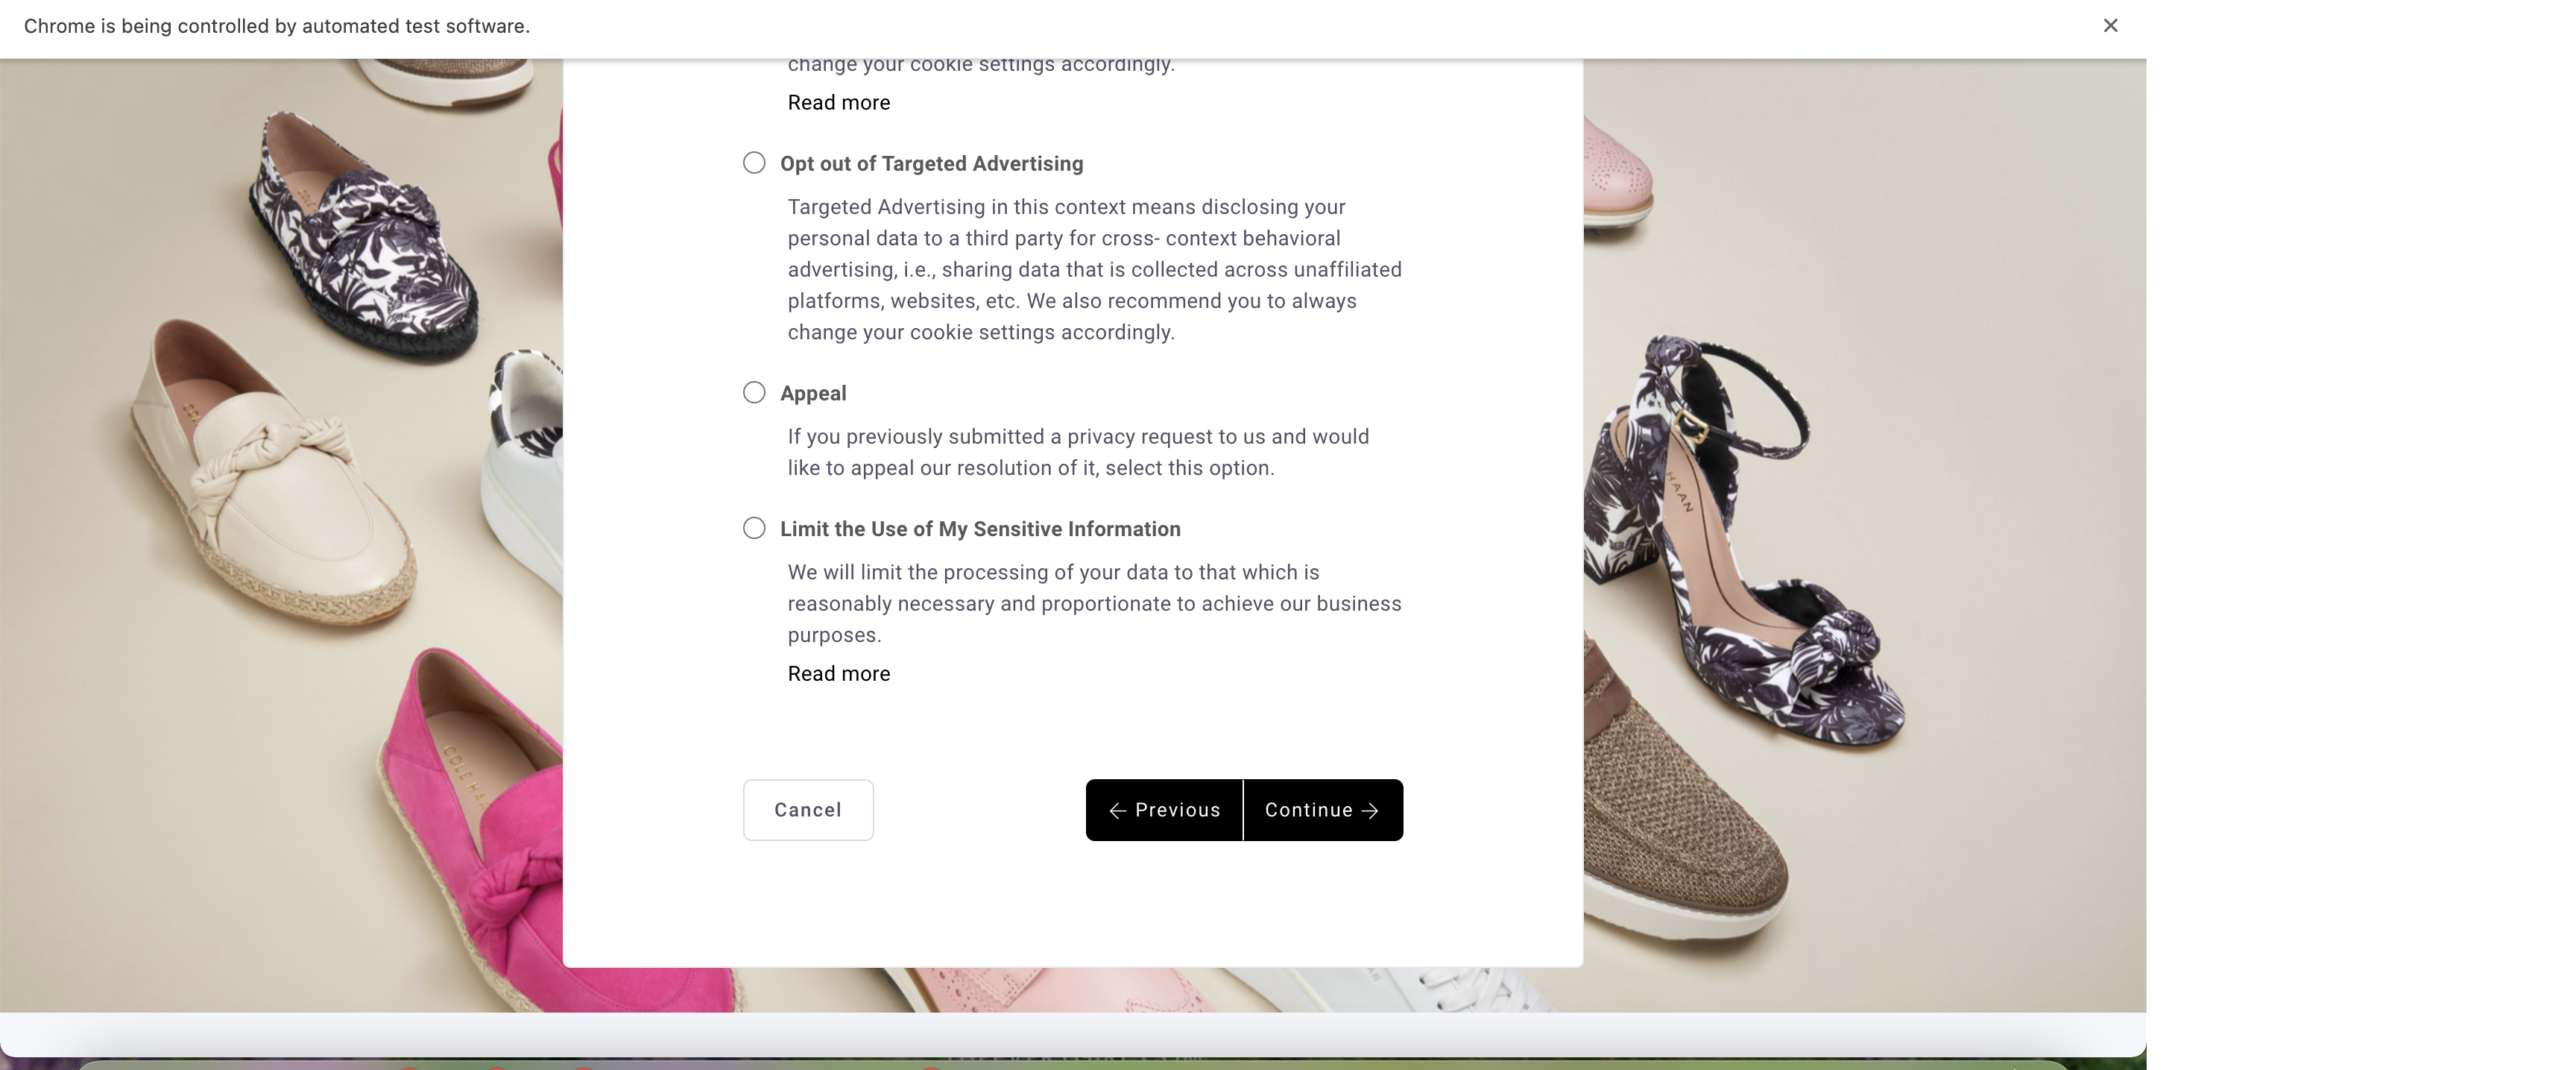 Chrome is being controlled by automated test software.
change your cookie settings accordingly.
Read more
Opt out of Targeted Advertising
Targeted Advertising in this context means disclosing your
personal data to a third party for cross- context behavioral
advertising, i.e., sharing data that is collected across unaffiliated
platforms, websites, etc. We also recommend you to always
change your cookie settings accordingly.
Appeal
If you previously submitted a privacy request to us and would
like to appeal our resolution of it, select this option.
Limit the Use of My Sensitive Information
We will limit the processing of your data to that which is
reasonably necessary and proportionate to achieve our business
purposes.
Read more
Cancel
← Previous
Continue →
HAAN
COLE HAA